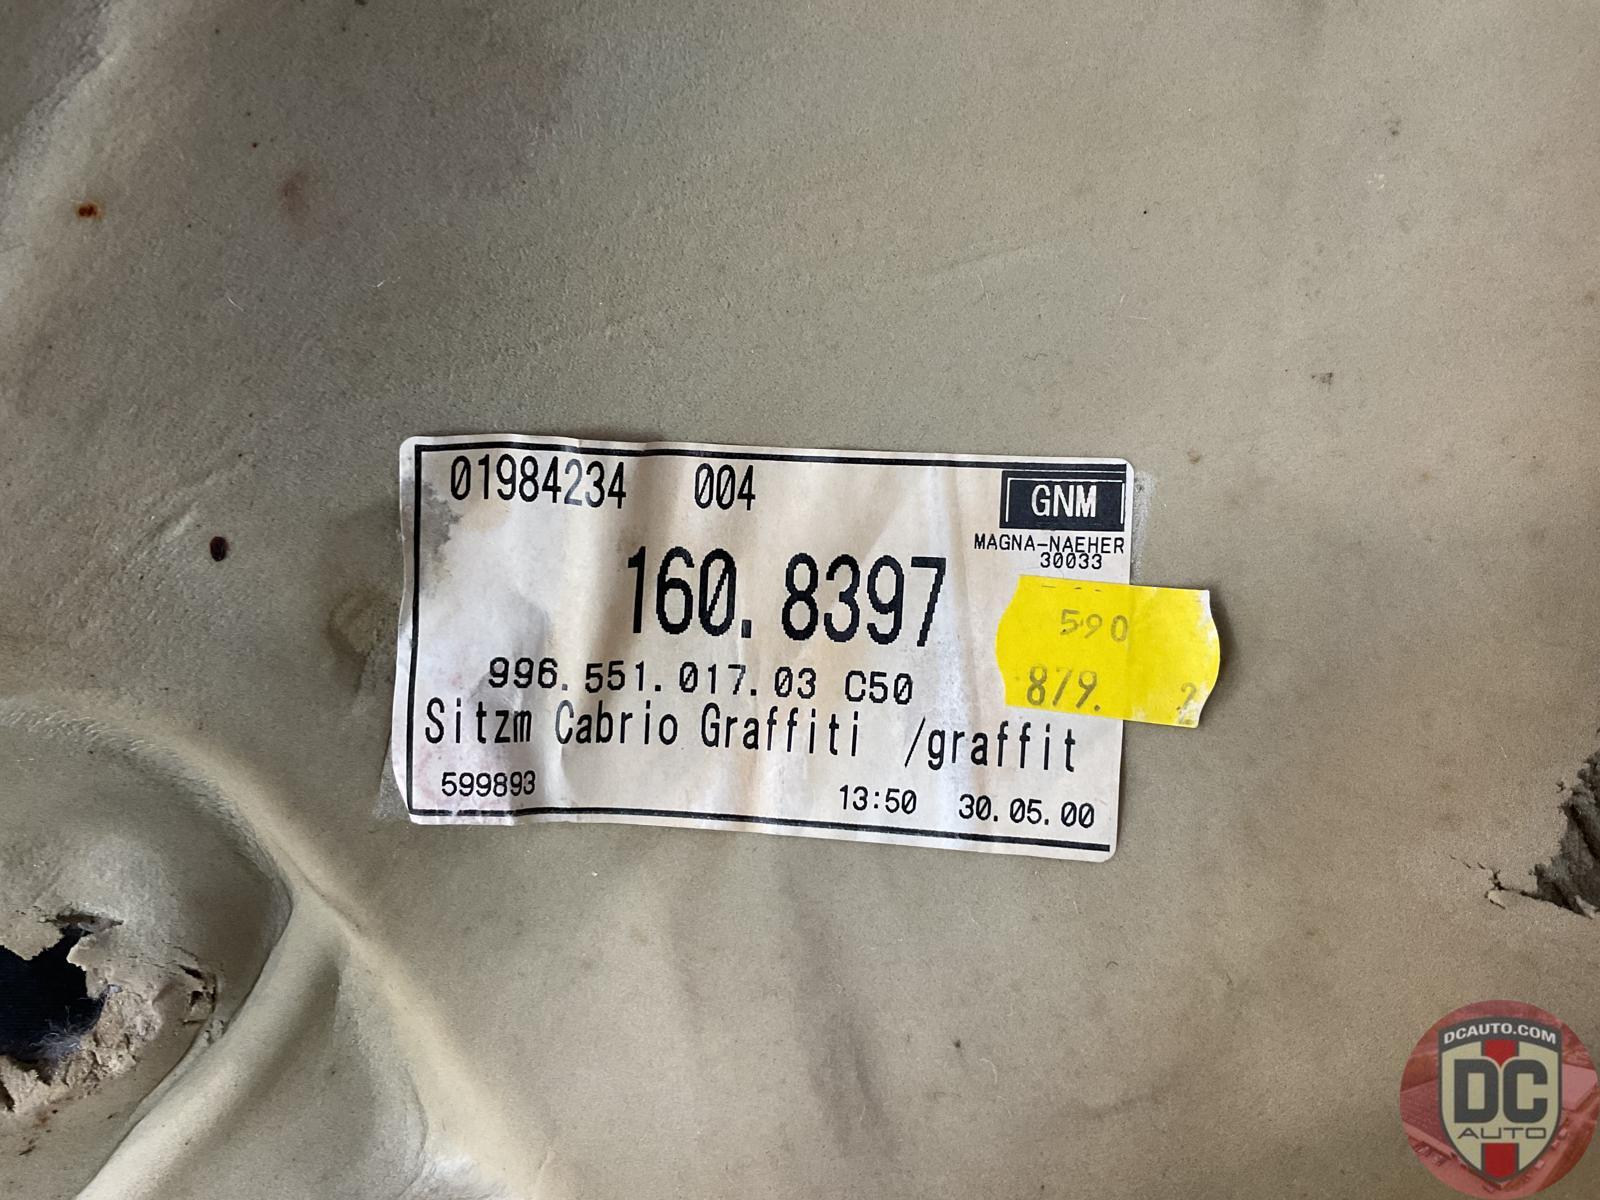 01984234 004
GNM
MAGNA-NAEHER
30033
160.8397
590
879. 2
996.551.017.03 C50
Sitzm Cabrio Graffiti /graffit
599893 13:50 30.05.00
DCAUTO.COM
DC
AUTO